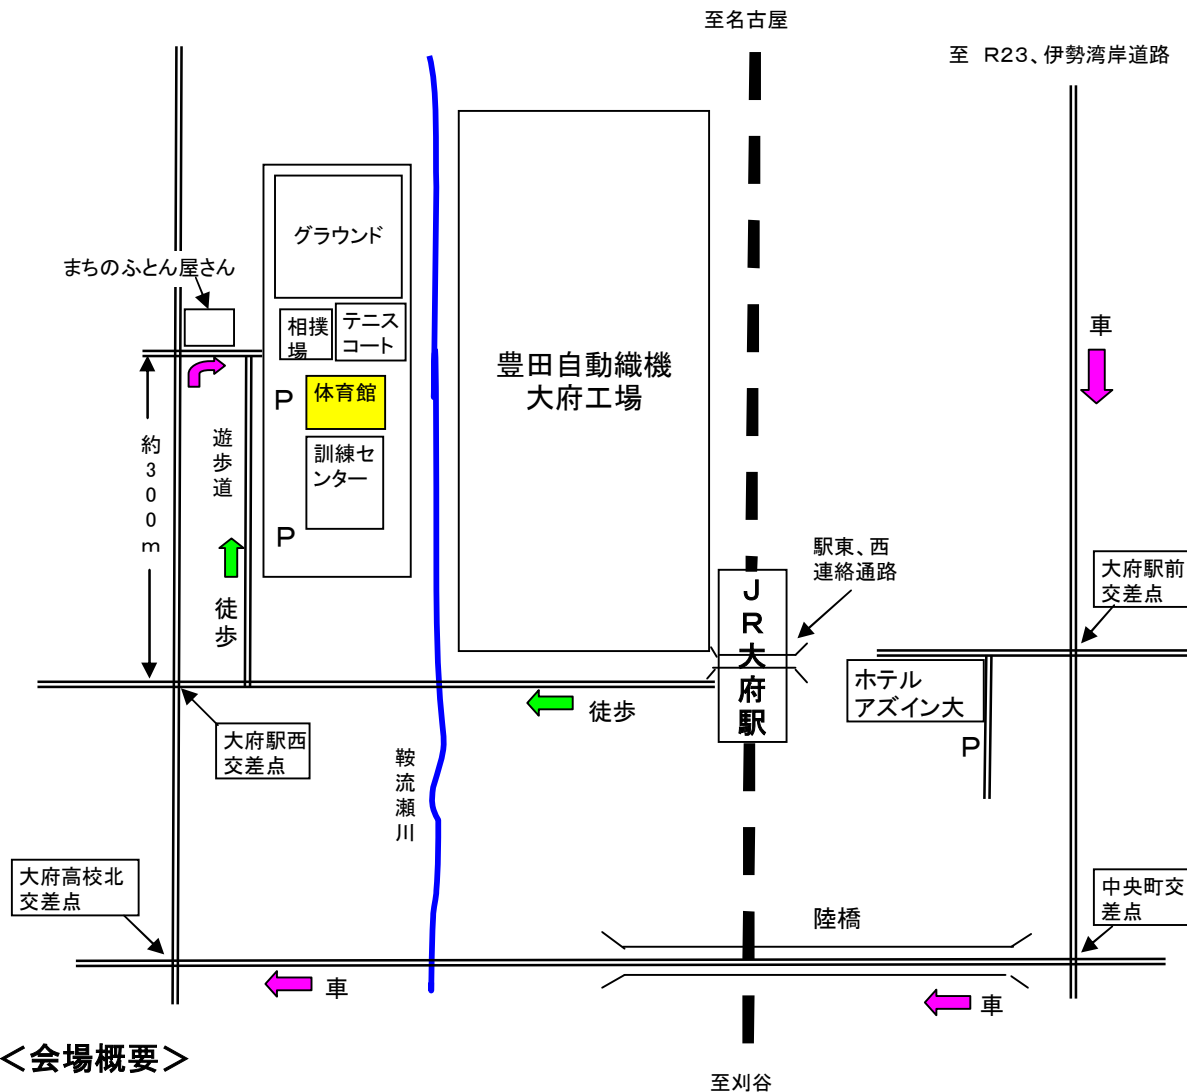 至名古屋
至 R23、伊勢湾岸道路
グラウンド
まちのふとん屋さん
相撲
場
テニス
コート
車
豊田自動織機
大府工場
P
体育館
約300m
遊歩道
訓練セ
ンター
P
駅東、西
連絡通路
大府駅前
交差点
JR大府駅
徒歩
ホテル
アズイン大
徒歩
P
大府駅西
交差点
鞍流瀬川
大府高校北
交差点
中央町交
差点
陸橋
車
車
<会場概要>
至刈谷